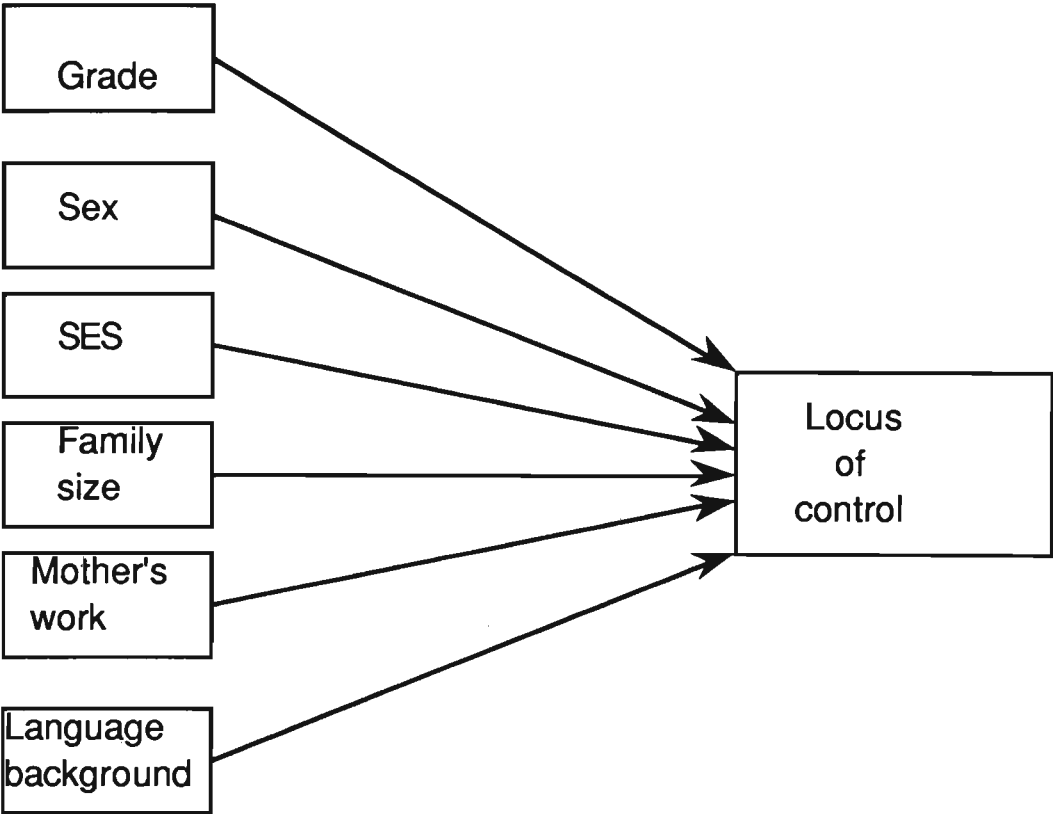 Grade
Sex
SES
Family
size
Mother's
work
Language
background
Locus
of
control